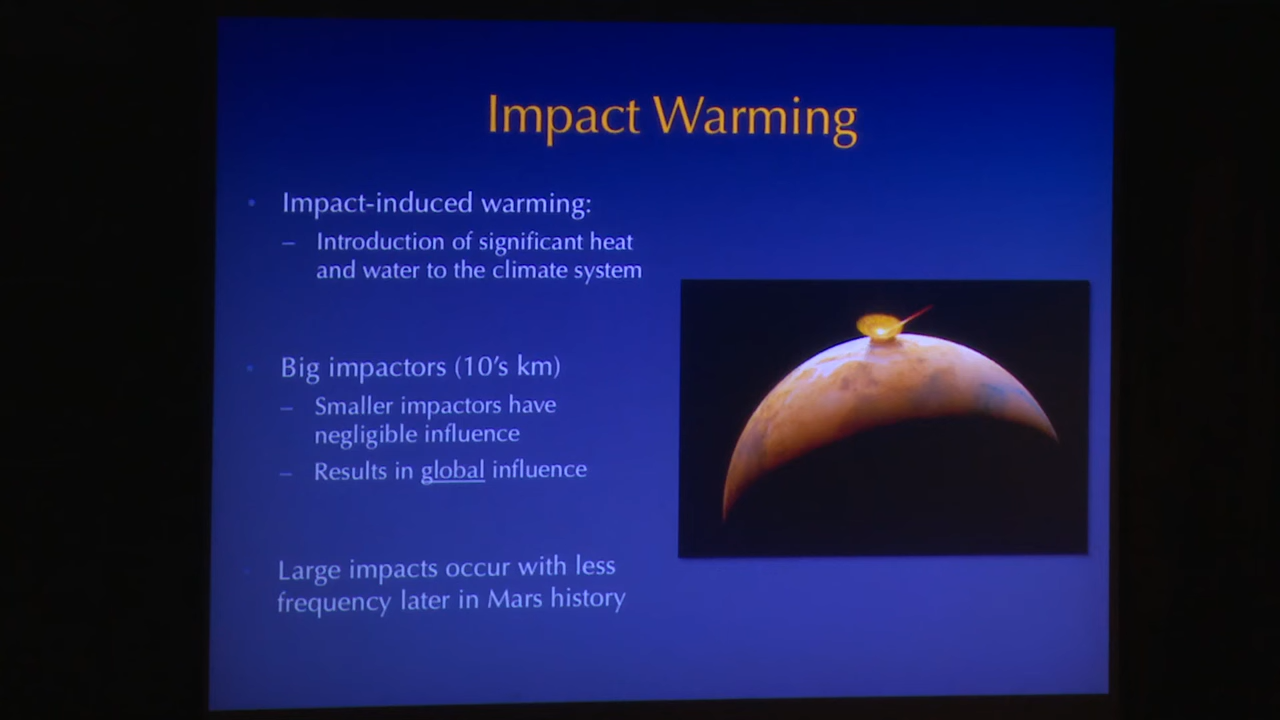 Impact Warming
• Impact-induced warming:
– Introduction of significant heat
and water to the climate system
• Big impactors (10's km)
– Smaller impactors have
negligible influence
– Results in global influence
• Large impacts occur with less
frequency later in Mars history